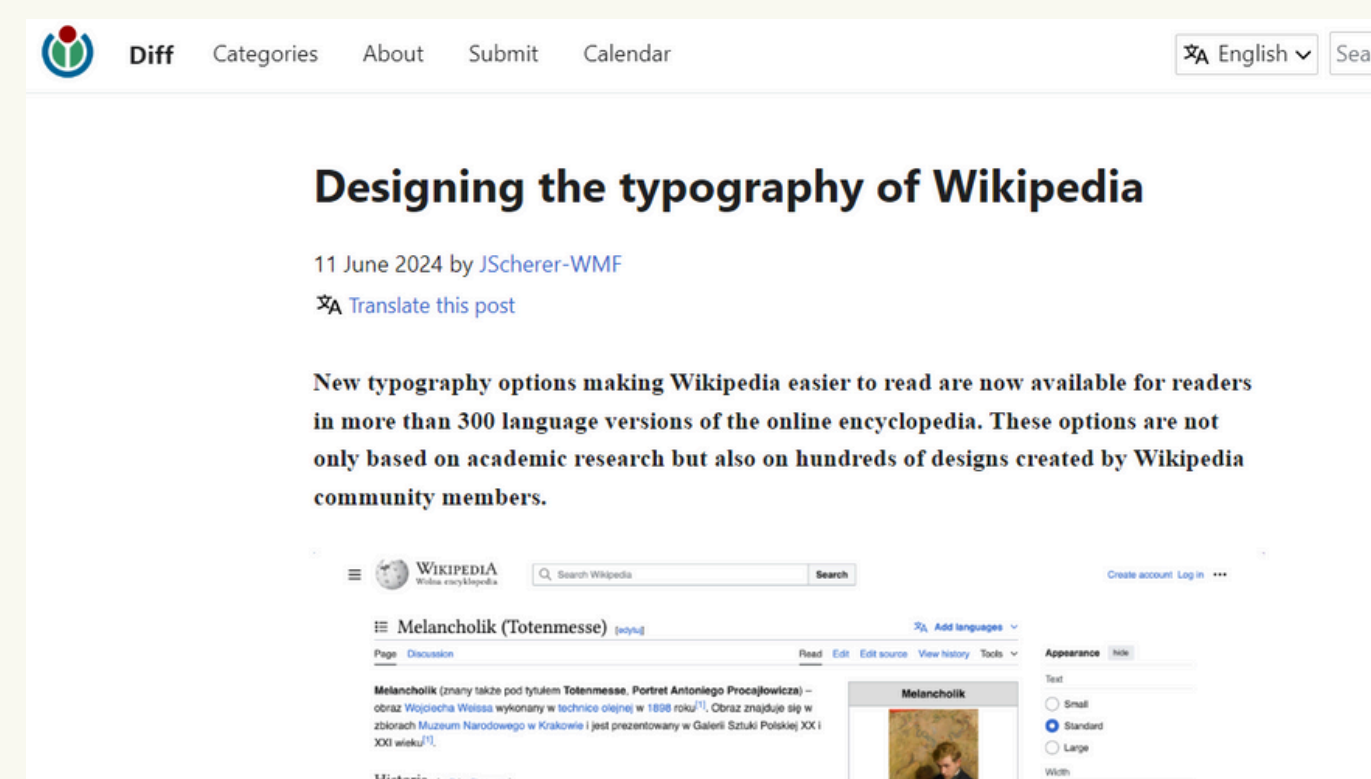 Diff Categories About Submit Calendar
English Sea
Designing the typography of Wikipedia
11 June 2024 by JScherer-WMF
Translate this post
New typography options making Wikipedia easier to read are now available for readers
in more than 300 language versions of the online encyclopedia. These options are not
only based on academic research but also on hundreds of designs created by Wikipedia
community members.
WIKIPEDIA
Wolna encyklopedia
Search Wikipedia Search
Create account Log in
Melancholik (Totenmesse) [edytuj]
Add languages
Page Discussion
Read Edit Edit source View history Tools
Appearance hide
Text
Small
Standard
Large
Width
Melancholik (znany także pod tytułem Totenmesse, Portret Antoniego Procajłowicza) –
obraz Wojciecha Weissa wykonany w technice olejnej w 1898 roku[1]. Obraz znajduje się w
zbiorach Muzeum Narodowego w Krakowie i jest prezentowany w Galerii Sztuki Polskiej XX i
XXI wieku[1].
Melancholik
Historia